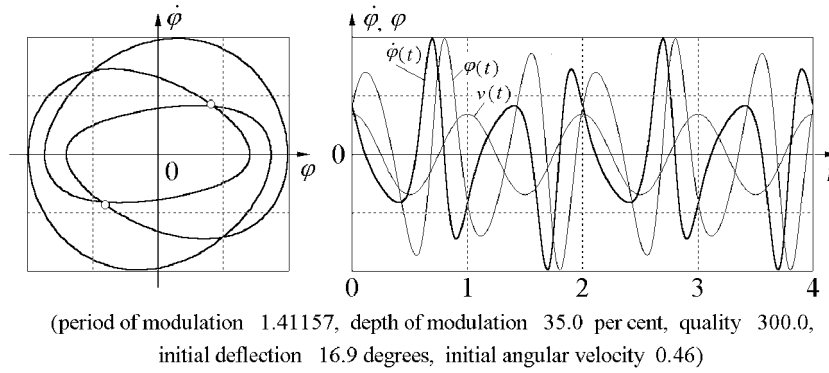 φ̇
φ
0
φ̇, φ
φ̇(t)
φ(t)
v(t)
0
0 1 2 3 4
(period of modulation 1.41157, depth of modulation 35.0 per cent, quality 300.0,
initial deflection 16.9 degrees, initial angular velocity 0.46)